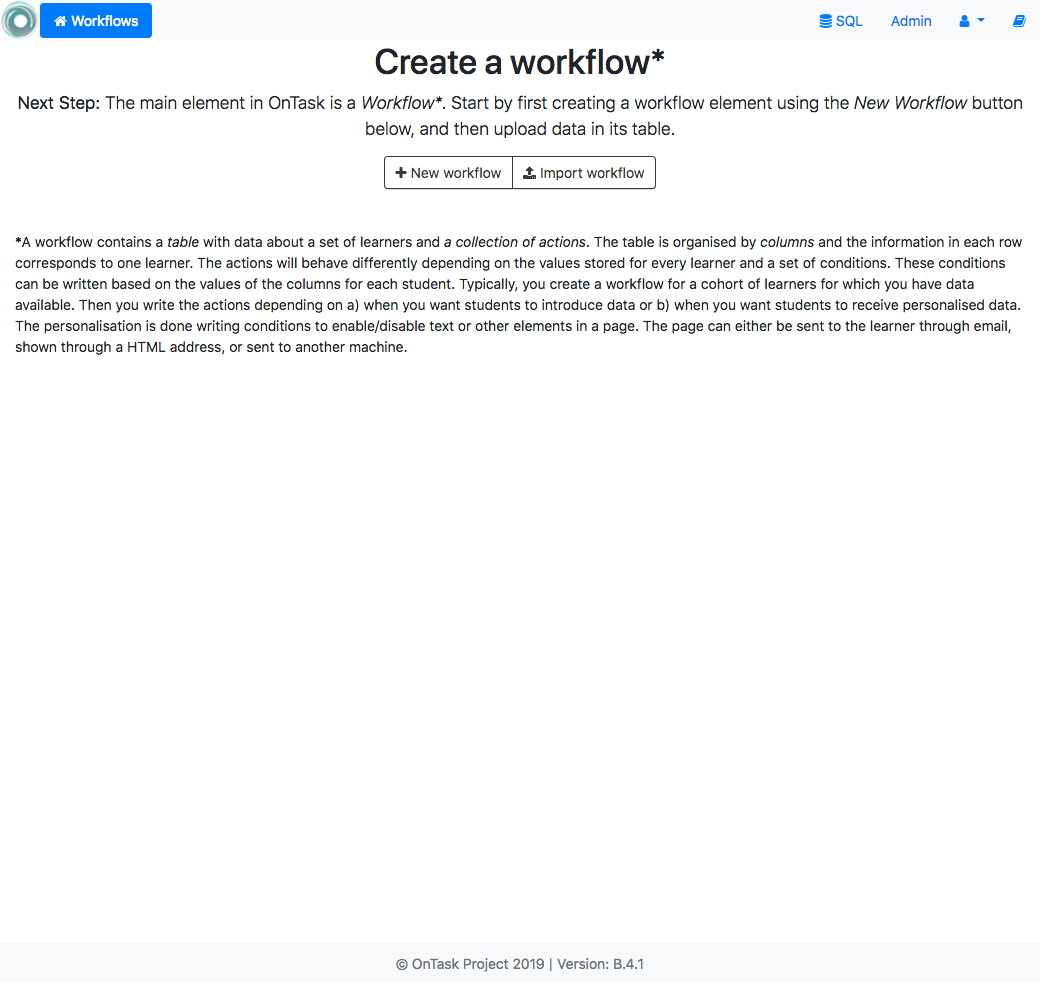 Workflows SQL Admin
Create a workflow*
Next Step: The main element in OnTask is a Workflow*. Start by first creating a workflow element using the New Workflow button
below, and then upload data in its table.
New workflow Import workflow
*A workflow contains a table with data about a set of learners and a collection of actions. The table is organised by columns and the information in each row
corresponds to one learner. The actions will behave differently depending on the values stored for every learner and a set of conditions. These conditions
can be written based on the values of the columns for each student. Typically, you create a workflow for a cohort of learners for which you have data
available. Then you write the actions depending on a) when you want students to introduce data or b) when you want students to receive personalised data.
The personalisation is done writing conditions to enable/disable text or other elements in a page. The page can either be sent to the learner through email,
shown through a HTML address, or sent to another machine.
© OnTask Project 2019 | Version: B.4.1